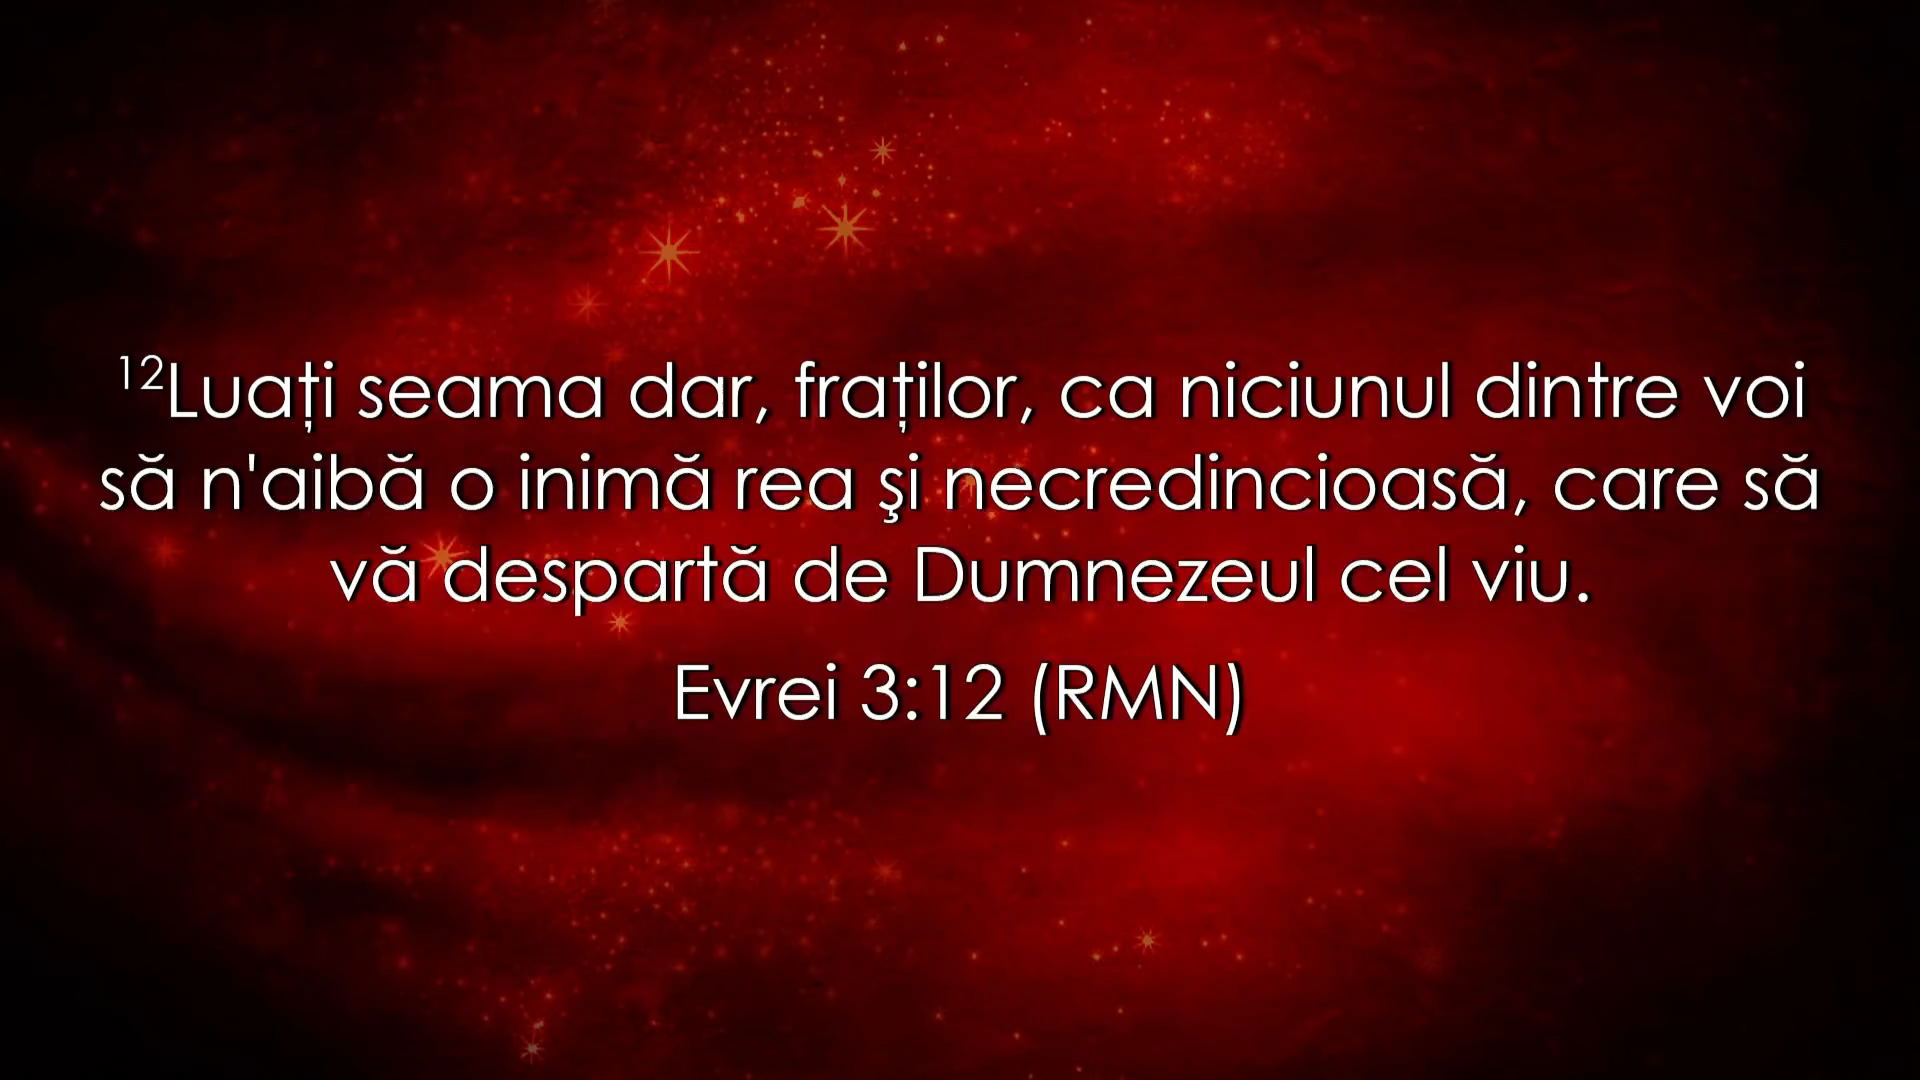 12Luați seama dar, fraților, ca niciunul dintre voi
să n'aibă o inimă rea şi necredincioasă, care să
vă despartă de Dumnezeul cel viu.
Evrei 3:12 (RMN)